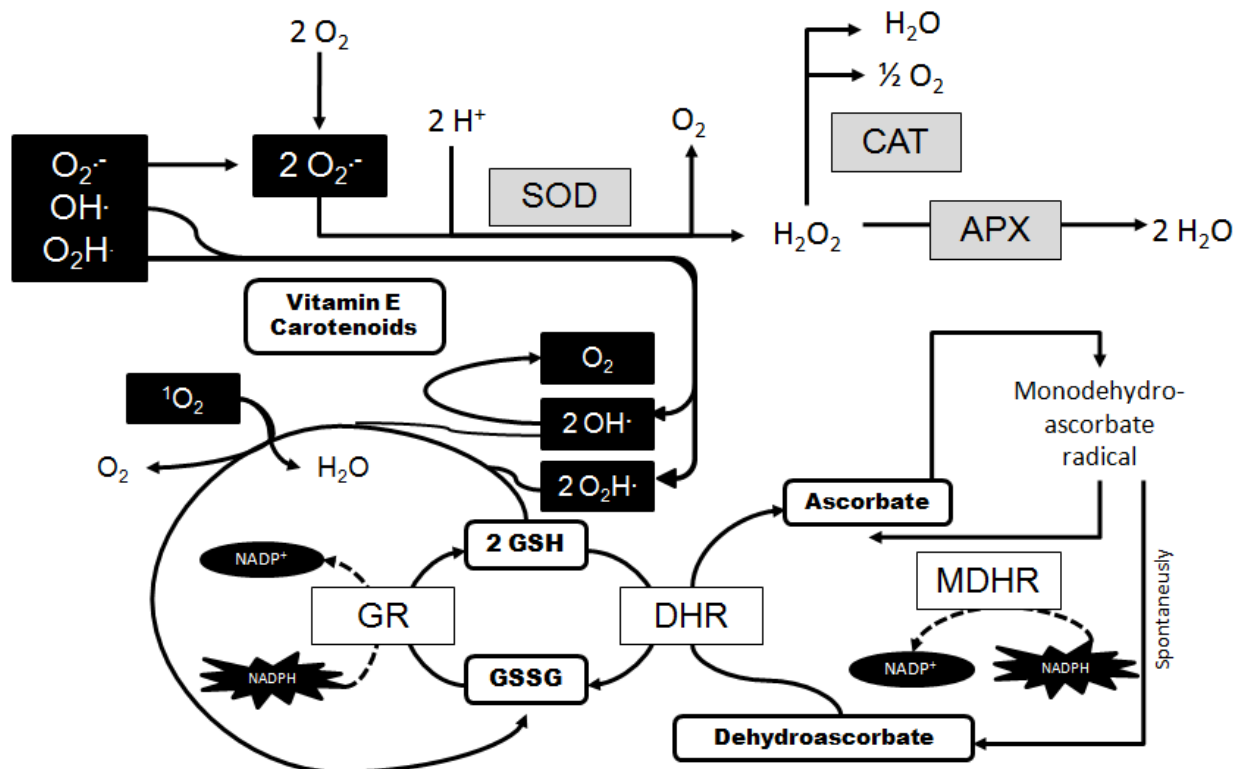 2 O₂
H₂O
½ O₂
2 H⁺
O₂
CAT
O₂·-
2 O₂·-
SOD
OH·
O₂H·
H₂O₂
APX
2 H₂O
Vitamin E
Carotenoids
O₂
¹O₂
2 OH·
Monodehydro-
ascorbate
radical
O₂
H₂O
2 O₂H·
Ascorbate
2 GSH
NADP⁺
GR
DHR
MDHR
Spontaneusly
NADPH
GSSG
NADP⁺
NADPH
Dehydroascorbate